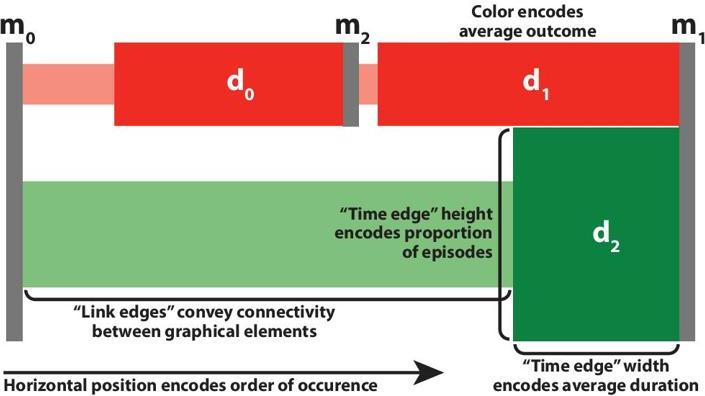 m0
m2
Color encodes
average outcome
m1
d0
d1
"Time edge" height
encodes proportion
of episodes
d2
"Link edges" convey connectivity
between graphical elements
Horizontal position encodes order of occurence
"Time edge" width
encodes average duration